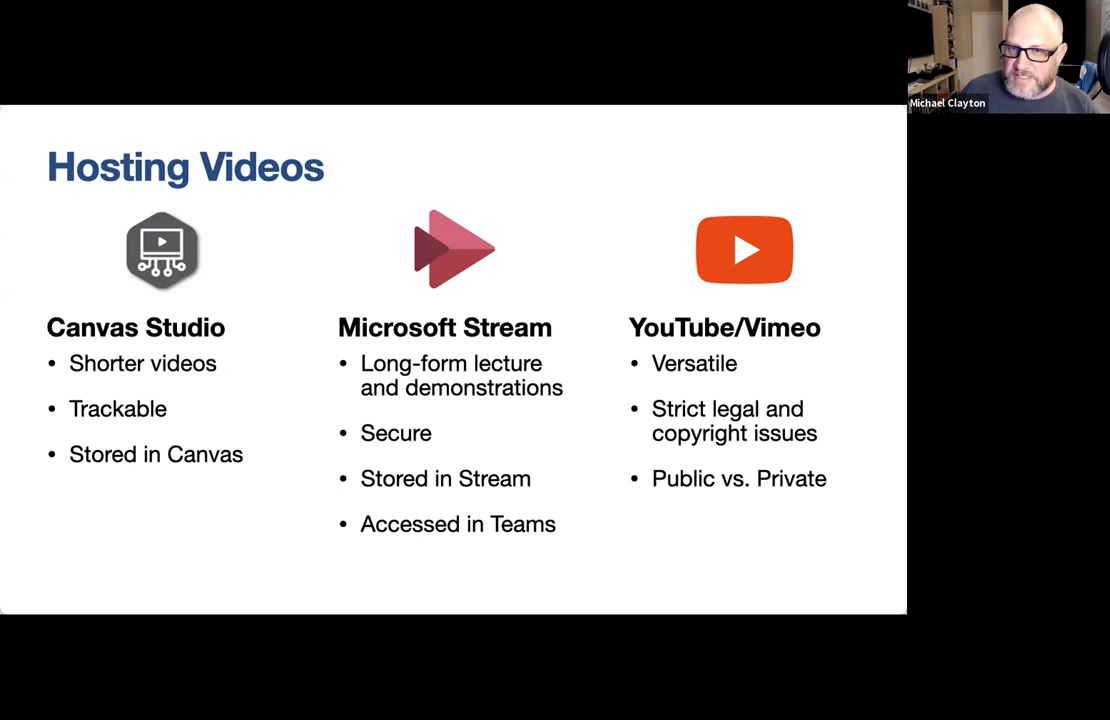 Michael Clayton
Hosting Videos
Canvas Studio
• Shorter videos
• Trackable
• Stored in Canvas
Microsoft Stream
• Long-form lecture
and demonstrations
• Secure
• Stored in Stream
• Accessed in Teams
YouTube/Vimeo
• Versatile
• Strict legal and
copyright issues
• Public vs. Private